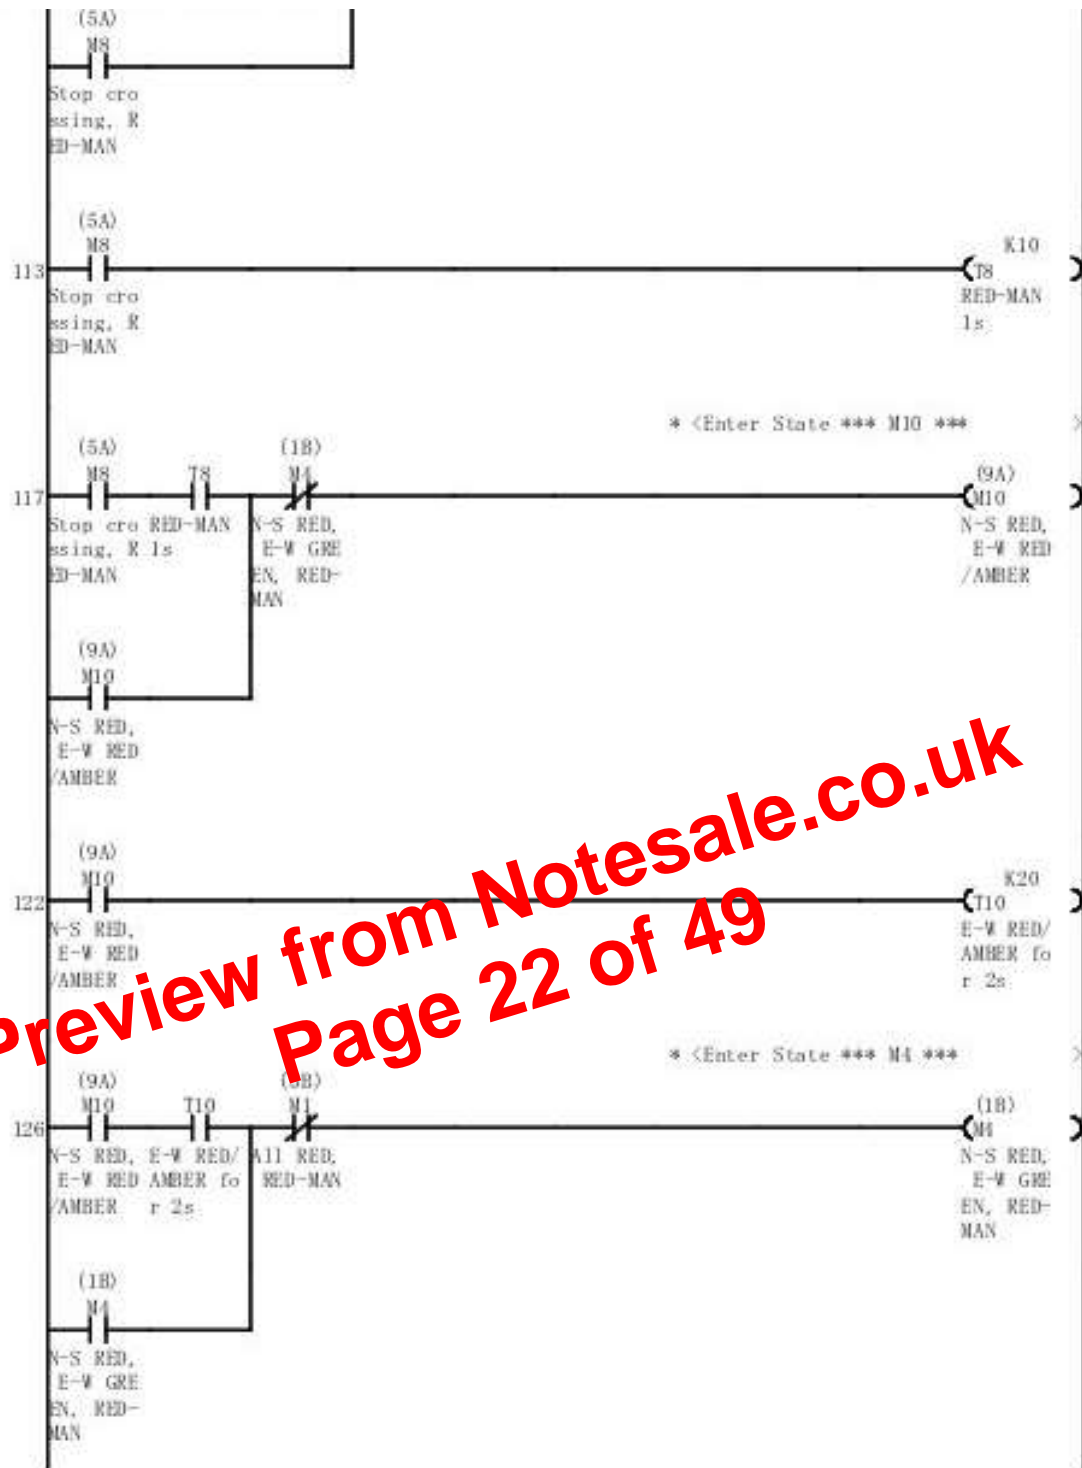 (5A)
M8
Stop cro
ssing, R
ED-MAN
(5A)
M8
K10
113
T8
Stop cro
ssing, R
ED-MAN
RED-MAN
1s
* <Enter State *** M10 *** >
(5A)
(1B)
(9A)
M8 T8 M4
117
M10
Stop cro RED-MAN N-S RED,
ssing, R 1s E-W GRE
ED-MAN EN, RED-
MAN
N-S RED,
E-W RED
/AMBER
(9A)
M10
N-S RED,
E-W RED
/AMBER
(9A)
M10
K20
122
T10
N-S RED,
E-W RED
/AMBER
E-W RED/
AMBER fo
r 2s
Preview from Notesale.co.uk
Page 22 of 49
* <Enter State *** M4 *** >
(9A)
(1B)
M10 T10 M1
126
M4
N-S RED, E-W RED/ All RED,
E-W RED AMBER fo RED-MAN
/AMBER r 2s
N-S RED,
E-W GRE
EN, RED-
MAN
(1B)
M4
N-S RED,
E-W GRE
EN, RED-
MAN